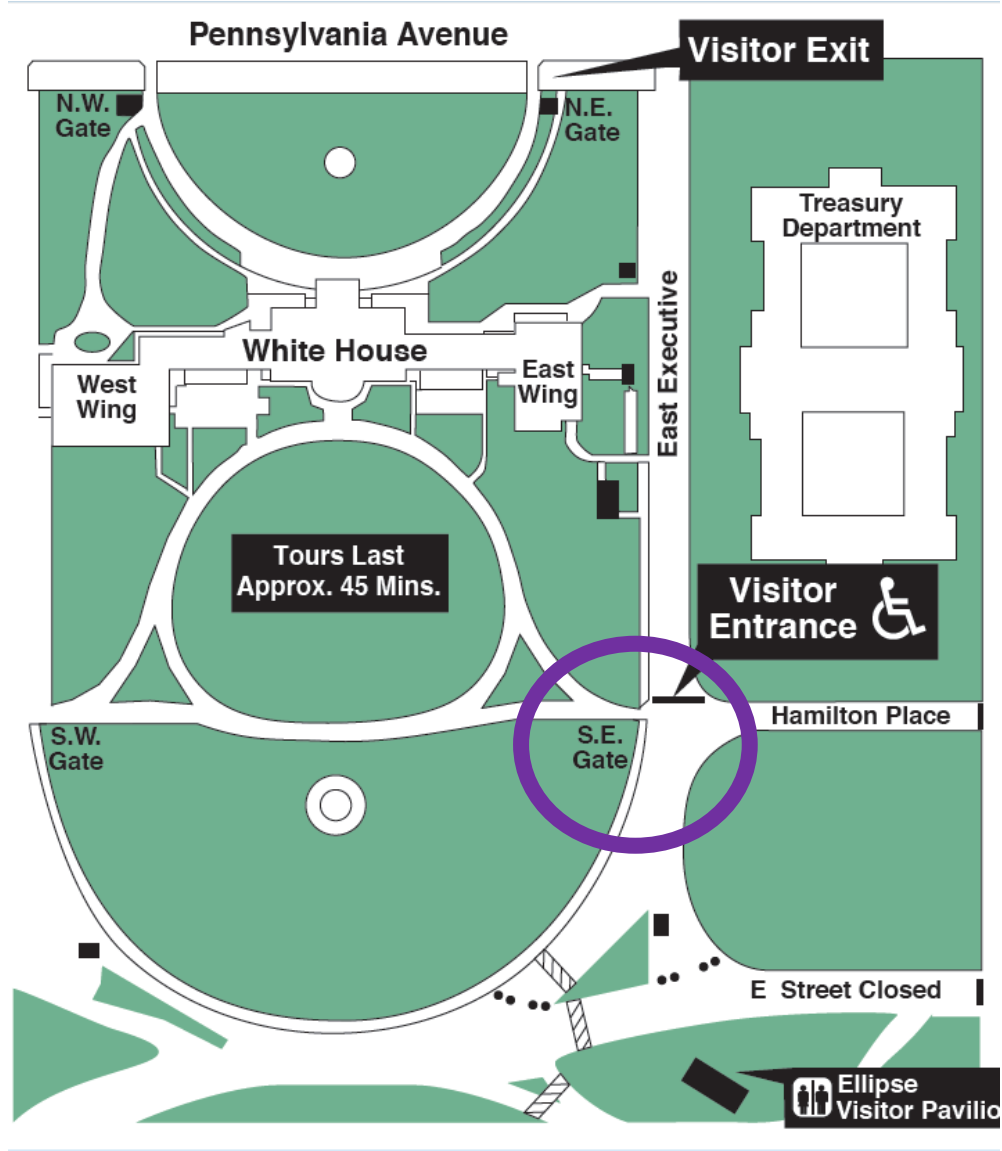 Pennsylvania Avenue
Visitor Exit
N.W.
Gate
N.E.
Gate
Treasury
Department
East Executive
White House
West
Wing
East
Wing
Tours Last
Approx. 45 Mins.
Visitor
Entrance
Hamilton Place
S.W.
Gate
S.E.
Gate
E Street Closed
Ellipse
Visitor Pavilio